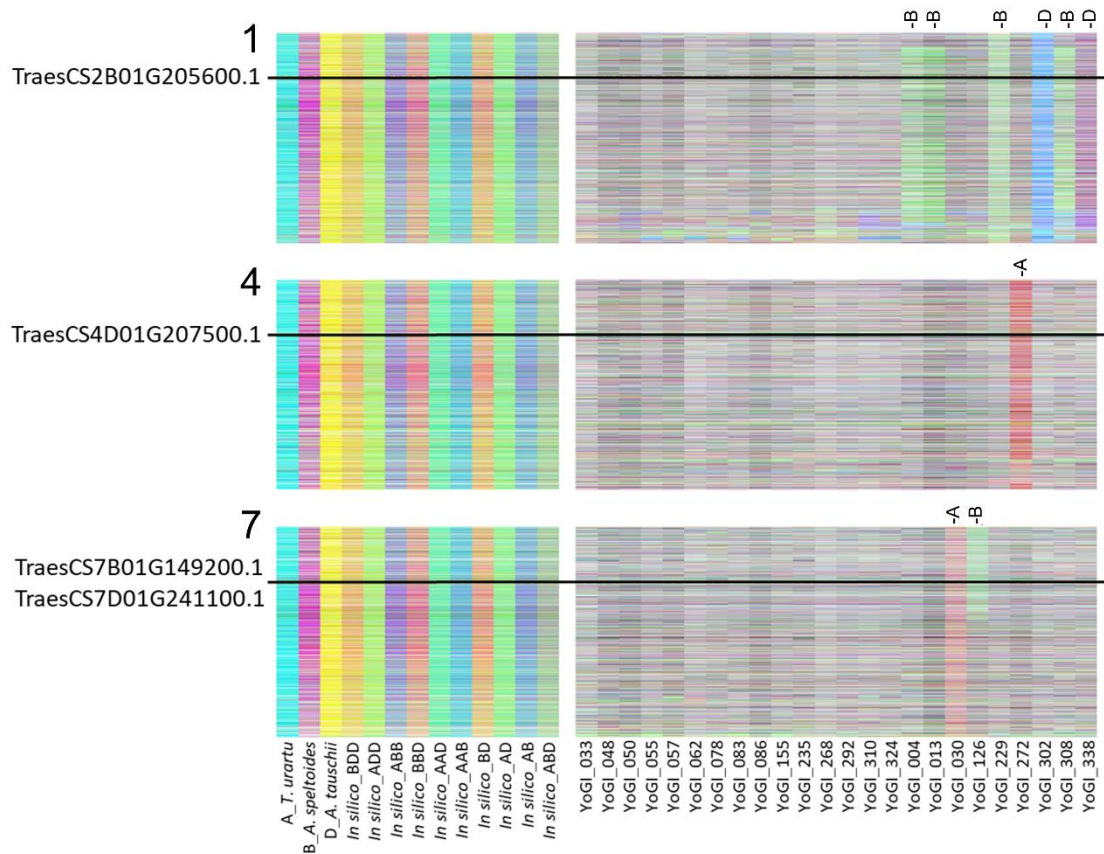 -B
-B
-B
-D
-B
-D
1
TraesCS2B01G205600.1
4
-A
TraesCS4D01G207500.1
7
-A
-B
TraesCS7B01G149200.1
TraesCS7D01G241100.1
A_T. urartu
B_A. speltoides
D_A. tauschii
In silico_BDD
In silico_ADD
In silico_ABB
In silico_BBD
In silico_AAD
In silico_AAB
In silico_BD
In silico_AD
In silico_AB
In silico_ABD
YoGI_033
YoGI_048
YoGI_050
YoGI_055
YoGI_057
YoGI_062
YoGI_078
YoGI_083
YoGI_086
YoGI_155
YoGI_235
YoGI_268
YoGI_292
YoGI_310
YoGI_324
YoGI_004
YoGI_013
YoGI_030
YoGI_126
YoGI_229
YoGI_272
YoGI_302
YoGI_308
YoGI_338